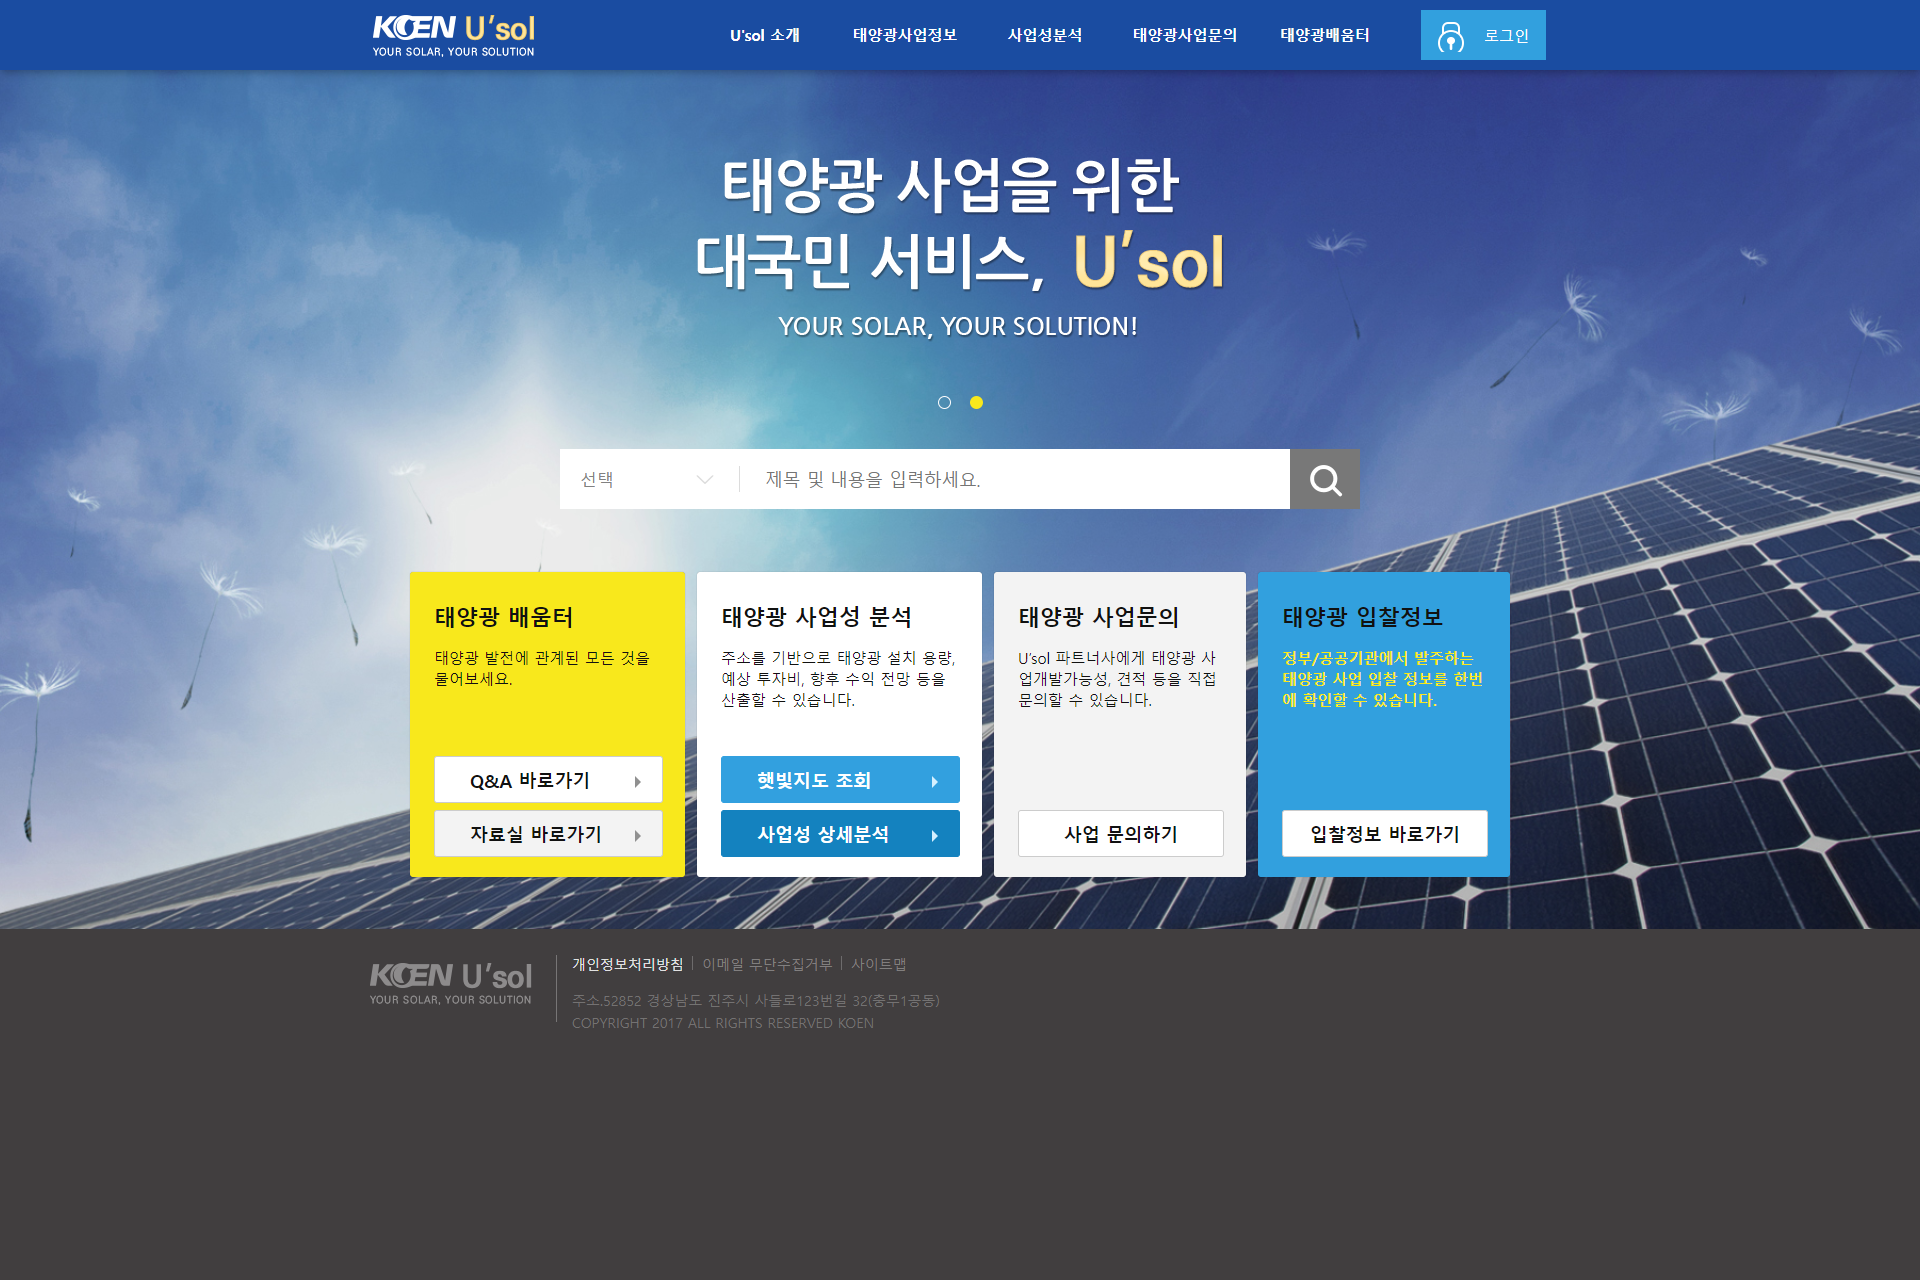 KOEN U'sol
YOUR SOLAR, YOUR SOLUTION
U'sol 소개
태양광사업정보
사업성분석
태양광사업문의
태양광배움터
로그인
태양광 사업을 위한
대국민 서비스, U'sol
YOUR SOLAR, YOUR SOLUTION!
선택
제목 및 내용을 입력하세요.
태양광 배움터
태양광 발전에 관계된 모든 것을
물어보세요.
Q&A 바로가기
자료실 바로가기
태양광 사업성 분석
주소를 기반으로 태양광 설치 용량,
예상 투자비, 향후 수익 전망 등을
산출할 수 있습니다.
햇빛지도 조회
사업성 상세분석
태양광 사업문의
U'sol 파트너사에게 태양광 사
업개발가능성, 견적 등을 직접
문의할 수 있습니다.
사업 문의하기
태양광 입찰정보
정부/공공기관에서 발주하는
태양광 사업 입찰 정보를 한번
에 확인할 수 있습니다.
입찰정보 바로가기
KOEN U'sol
YOUR SOLAR, YOUR SOLUTION
개인정보처리방침
이메일 무단수집거부
사이트맵
주소.52852 경상남도 진주시 사들로123번길 32(충무1공동)
COPYRIGHT 2017 ALL RIGHTS RESERVED KOEN